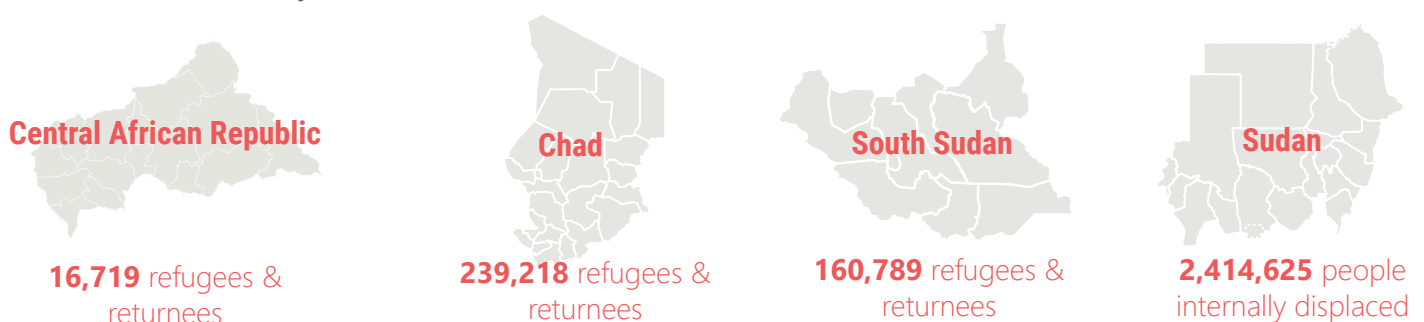 Central African Republic
16,719 refugees &
returnees
Chad
239,218 refugees &
returnees
South Sudan
160,789 refugees &
returnees
Sudan
2,414,625 people
internally displaced